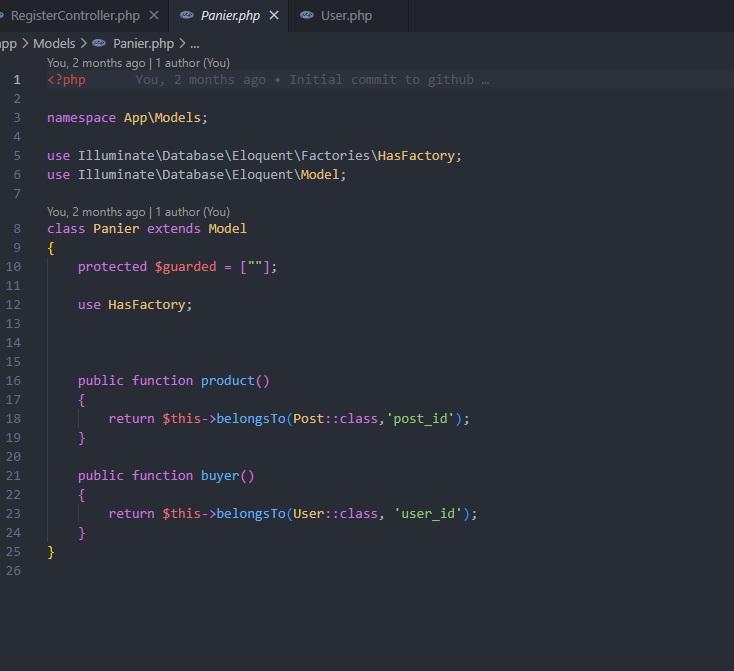 RegisterController.php Panier.php User.php
app > Models > Panier.php > ...
You, 2 months ago | 1 author (You)
1 <?php You, 2 months ago • Initial commit to github …
2
3 namespace App\Models;
4
5 use Illuminate\Database\Eloquent\Factories\HasFactory;
6 use Illuminate\Database\Eloquent\Model;
7
You, 2 months ago | 1 author (You)
8 class Panier extends Model
9 {
10 protected $guarded = [""];
11
12 use HasFactory;
13
14
15
16 public function product()
17 {
18 return $this->belongsTo(Post::class,'post_id');
19 }
20
21 public function buyer()
22 {
23 return $this->belongsTo(User::class, 'user_id');
24 }
25 }
26